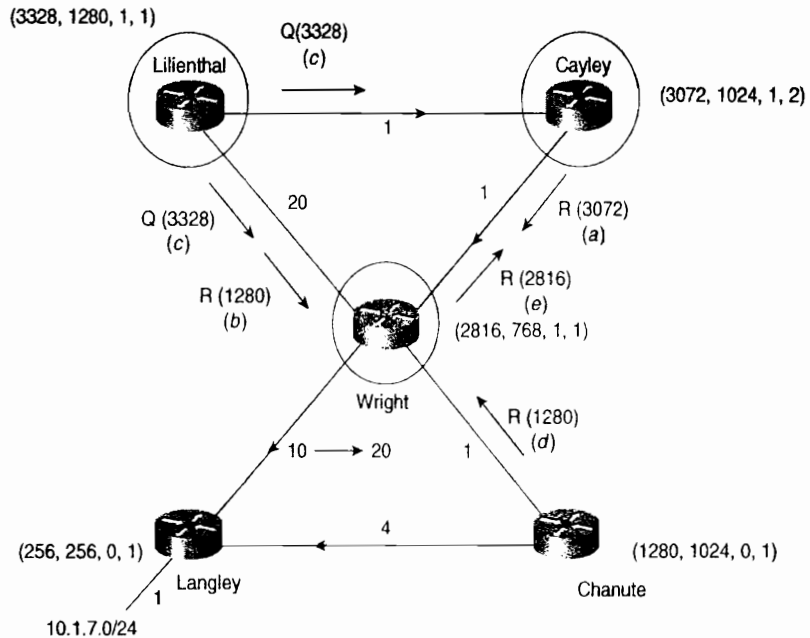 (3328, 1280, 1, 1)
Q(3328)
(c)
Lilienthal
Cayley
(3072, 1024, 1, 2)
1
20
1
Q (3328)
(c)
R (3072)
(a)
R (1280)
(b)
R (2816)
(e)
(2816, 768, 1, 1)
Wright
R (1280)
(d)
10
20
1
4
(256, 256, 0, 1)
Langley
(1280, 1024, 0, 1)
Chanute
1
10.1.7.0/24